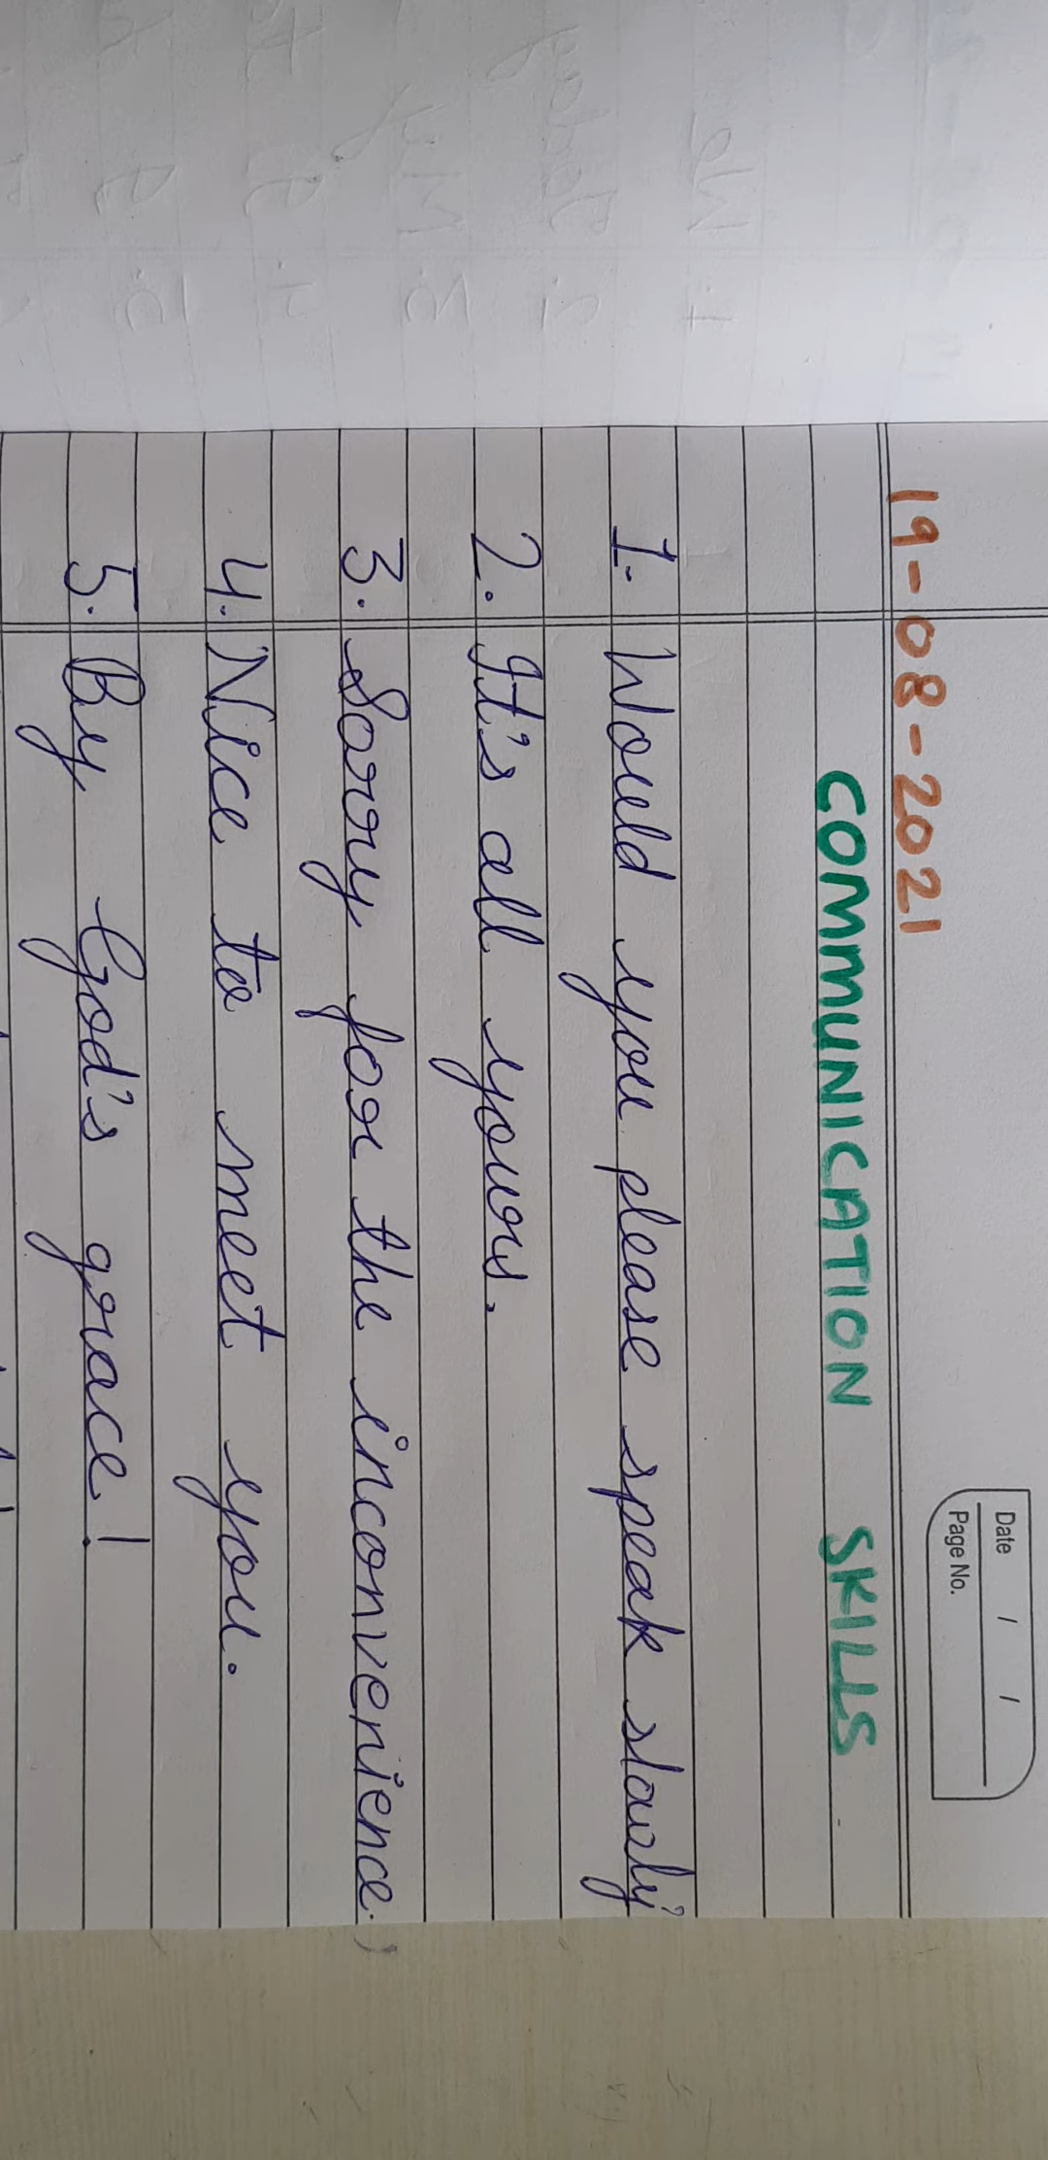 Date / /
Page No.
19-08-2021
COMMUNICATION SKILLS
1. Would you please speak slowly?
2. It's all yours.
3. Sorry for the inconvenience.
4. Nice to meet you.
5. By God's grace!